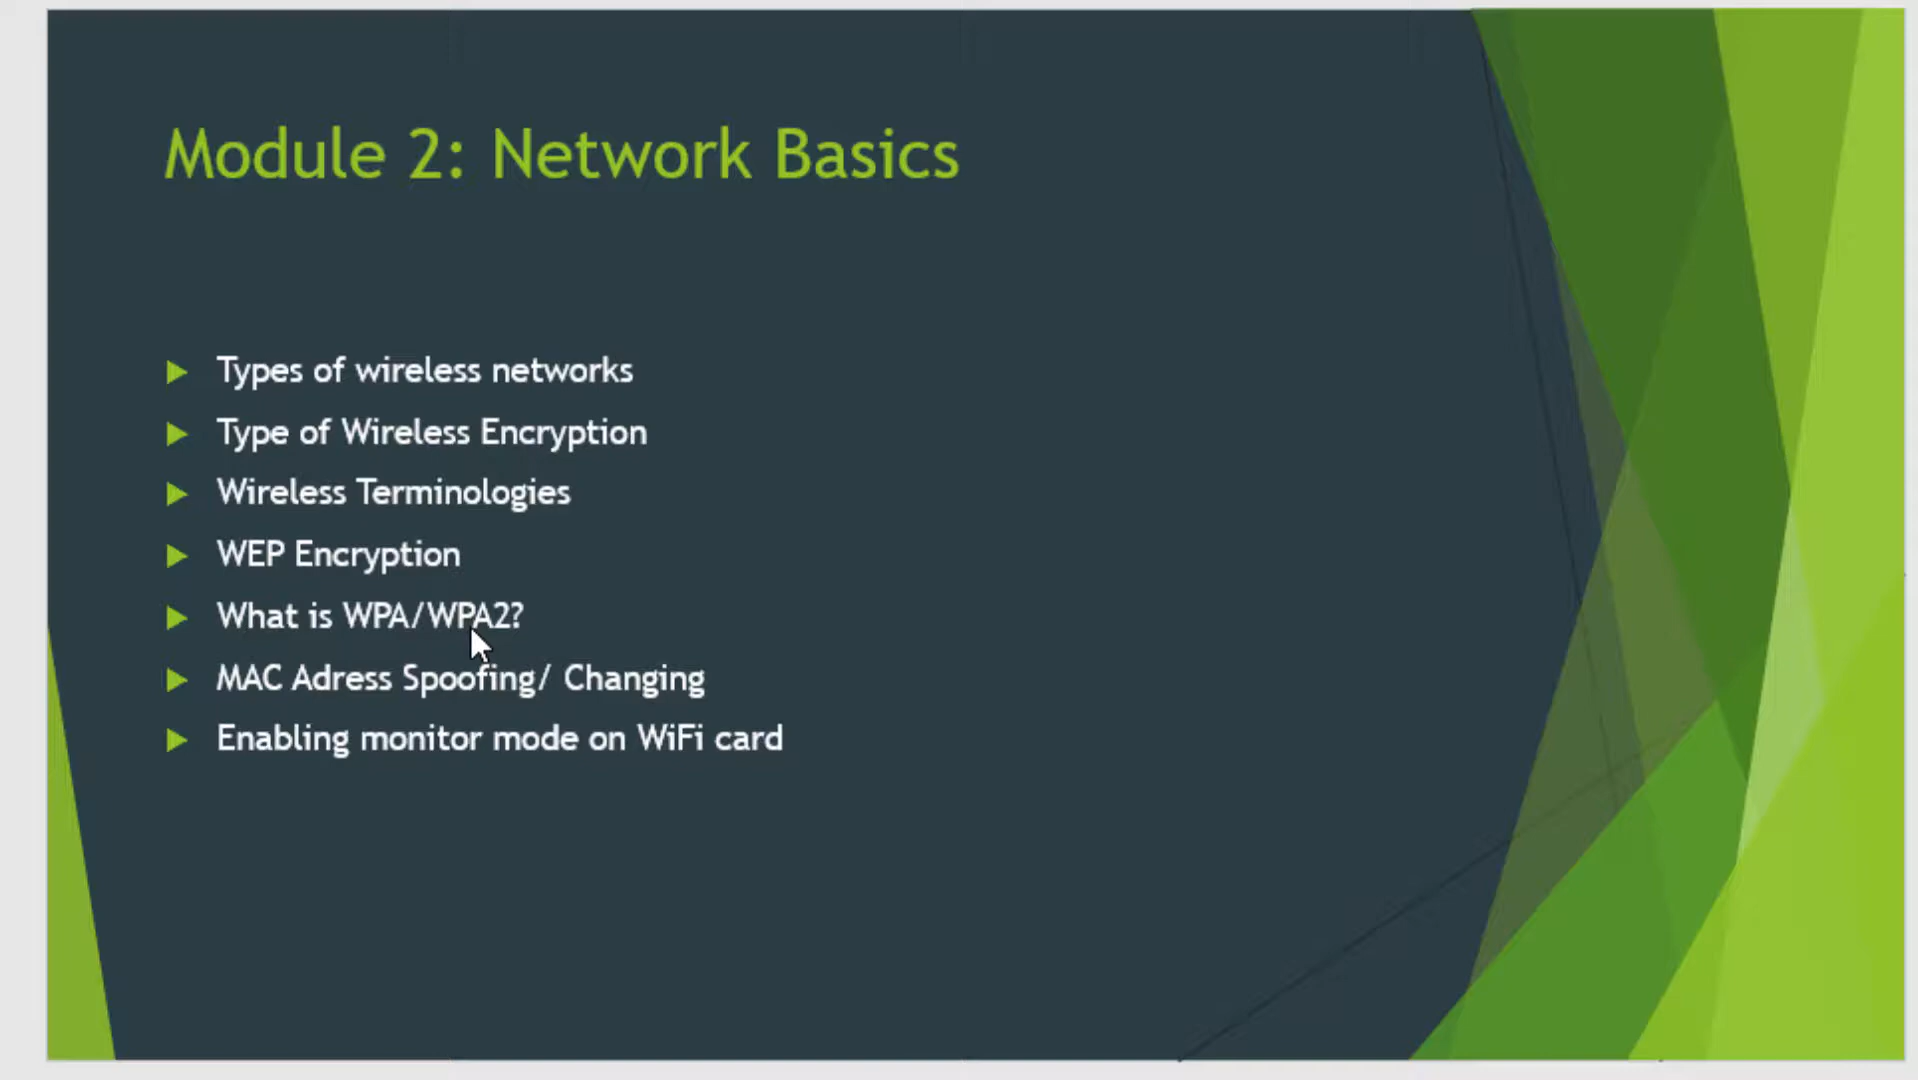 Module 2: Network Basics
Types of wireless networks
Type of Wireless Encryption
Wireless Terminologies
WEP Encryption
What is WPA/WPA2?
MAC Adress Spoofing/ Changing
Enabling monitor mode on WiFi card